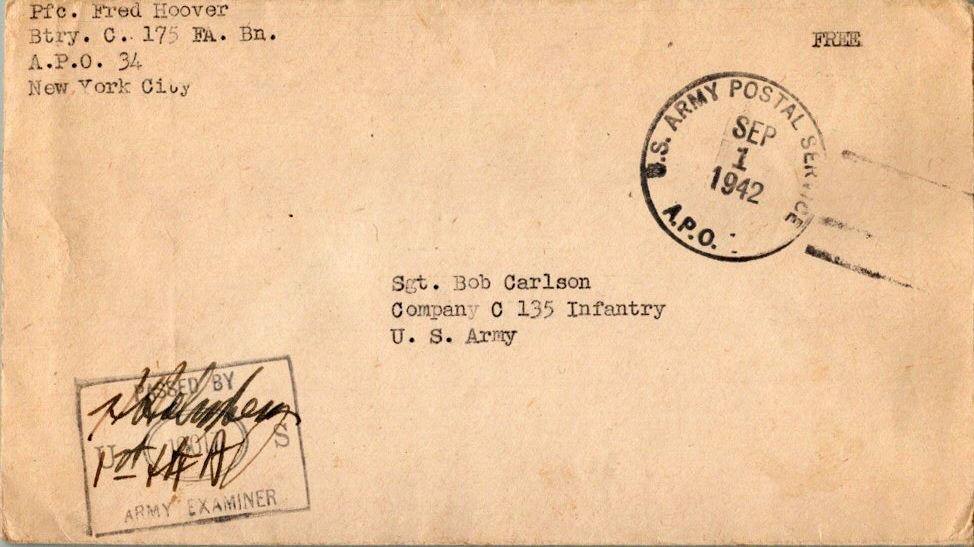 Pfc. Fred Hoover
Btry. C. 175 FA. Bn.
A.P.O. 34
New York City
FREE
U.S. ARMY POSTAL SERVICE
SEP
1
1942
A.P.O.
Sgt. Bob Carlson
Company C 135 Infantry
U. S. Army
PASSED BY
U S
ARMY EXAMINER